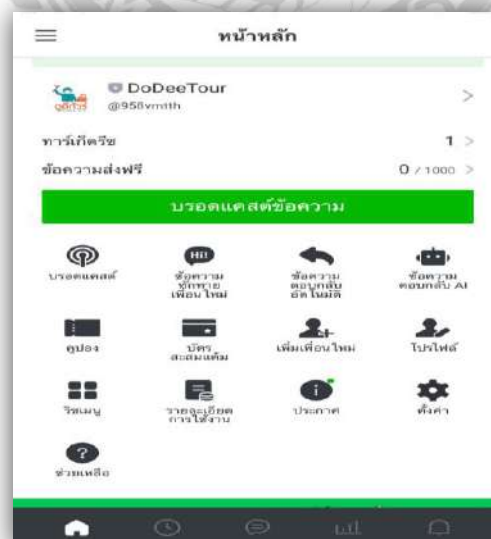 หน้าหลัก
ดูดีทัวร์
DoDeeTour
@958vmith
ทาร์เก็ตรีช 1
ข้อความส่งฟรี 0 / 1000
บรอดแคสต์ข้อความ
บรอดแคสต์
Hi!
ข้อความ
ทักทาย
เพื่อนใหม่
ข้อความ
ตอบกลับ
อัตโนมัติ
ข้อความ
ตอบกลับ AI
คูปอง
บัตร
สะสมแต้ม
เพิ่มเพื่อนใหม่
โปรไฟล์
ริชเมนู
รายละเอียด
การใช้งาน
ประกาศ
ตั้งค่า
ช่วยเหลือ